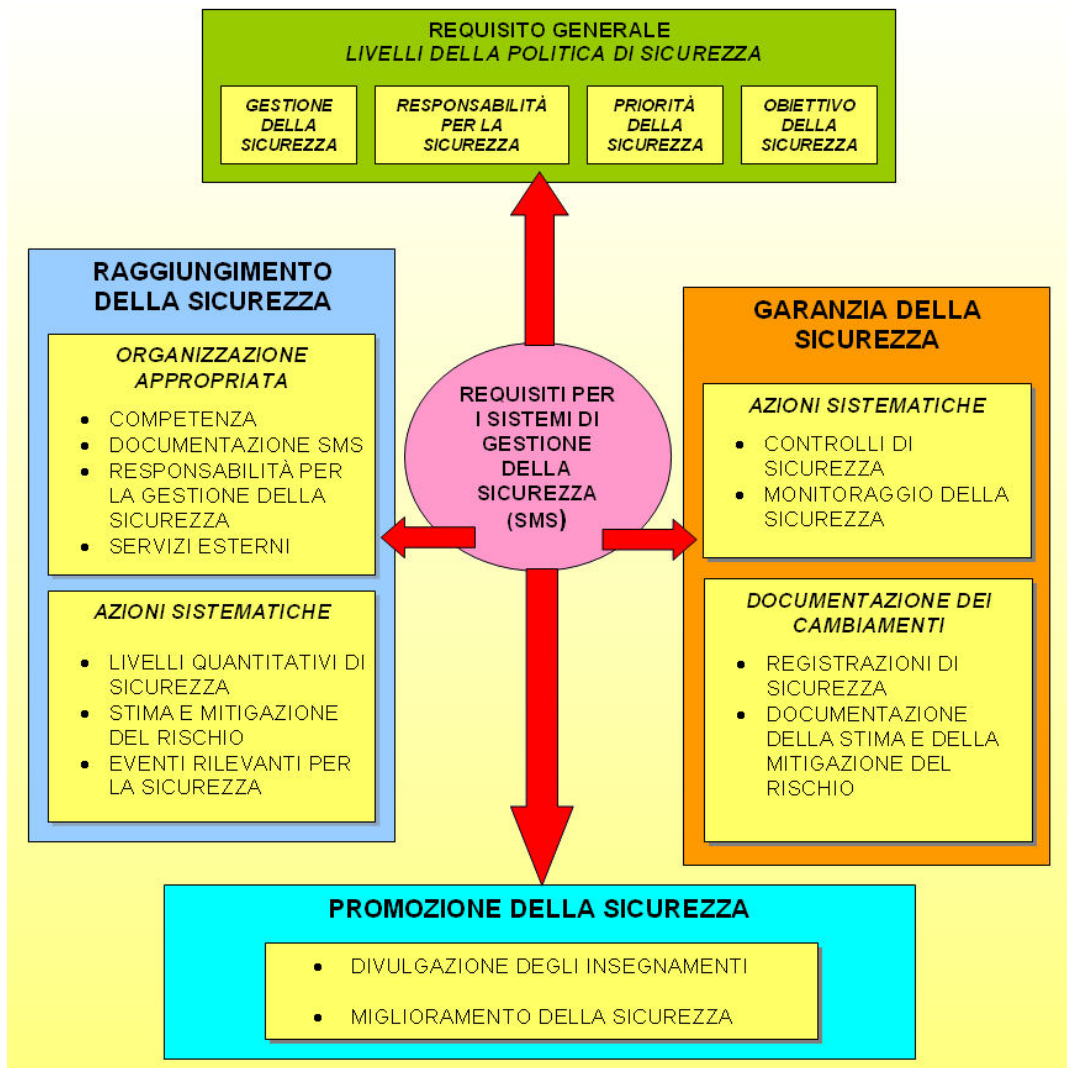 REQUISITO GENERALE
LIVELLI DELLA POLITICA DI SICUREZZA
GESTIONE
DELLA
SICUREZZA
RESPONSABILITÀ
PER LA
SICUREZZA
PRIORITÀ
DELLA
SICUREZZA
OBIETTIVO
DELLA
SICUREZZA
RAGGIUNGIMENTO
DELLA SICUREZZA
ORGANIZZAZIONE
APPROPRIATA
• COMPETENZA
• DOCUMENTAZIONE SMS
• RESPONSABILITÀ PER
LA GESTIONE DELLA
SICUREZZA
• SERVIZI ESTERNI
AZIONI SISTEMATICHE
• LIVELLI QUANTITATIVI DI
SICUREZZA
• STIMA E MITIGAZIONE
DEL RISCHIO
• EVENTI RILEVANTI PER
LA SICUREZZA
REQUISITI PER
I SISTEMI DI
GESTIONE
DELLA
SICUREZZA
(SMS)
GARANZIA DELLA
SICUREZZA
AZIONI SISTEMATICHE
• CONTROLLI DI
SICUREZZA
• MONITORAGGIO DELLA
SICUREZZA
DOCUMENTAZIONE DEI
CAMBIAMENTI
• REGISTRAZIONI DI
SICUREZZA
• DOCUMENTAZIONE
DELLA STIMA E DELLA
MITIGAZIONE DEL
RISCHIO
PROMOZIONE DELLA SICUREZZA
• DIVULGAZIONE DEGLI INSEGNAMENTI
• MIGLIORAMENTO DELLA SICUREZZA